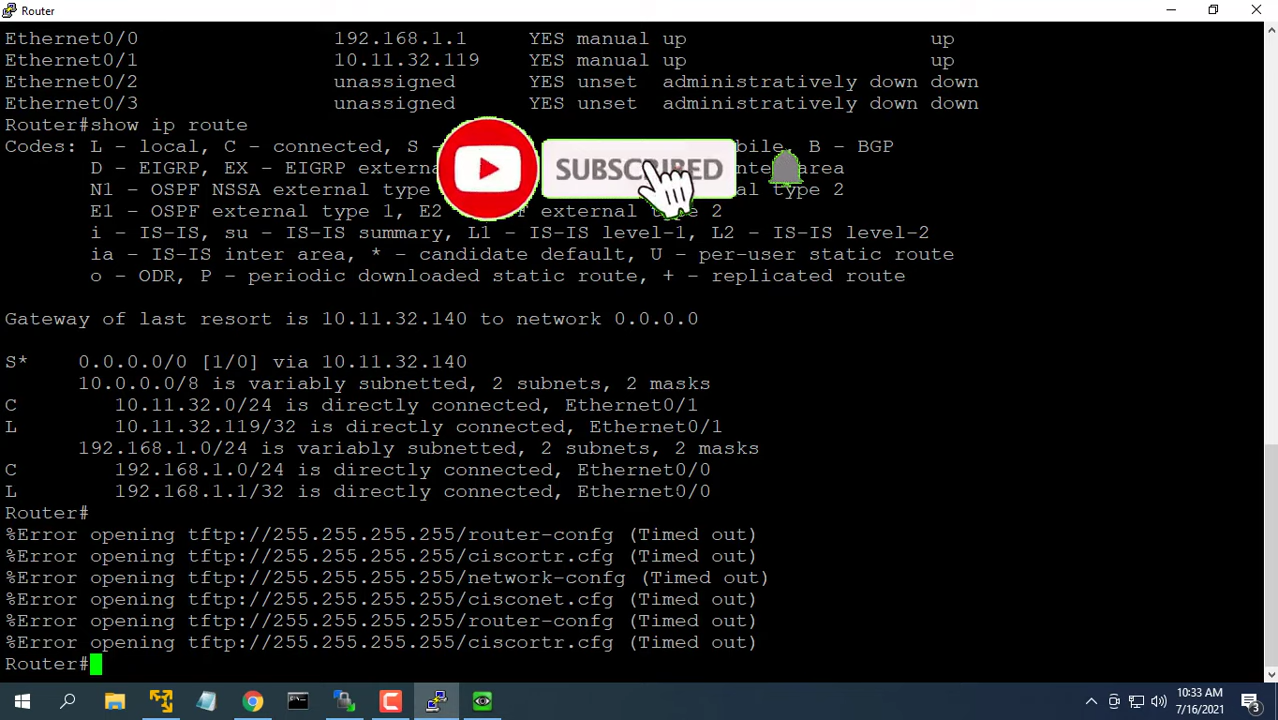 Router
Ethernet0/0 192.168.1.1 YES manual up up
Ethernet0/1 10.11.32.119 YES manual up up
Ethernet0/2 unassigned YES unset administratively down down
Ethernet0/3 unassigned YES unset administratively down down
Router#show ip route
Codes: L - local, C - connected, S - bile, B - BGP
D - EIGRP, EX - EIGRP extern area
N1 - OSPF NSSA external type type 2
E1 - OSPF external type 1, E2 external type 2
i - IS-IS, su - IS-IS summary, L1 - IS-IS level-1, L2 - IS-IS level-2
ia - IS-IS inter area, * - candidate default, U - per-user static route
o - ODR, P - periodic downloaded static route, + - replicated route
SUBSCRIBED
Gateway of last resort is 10.11.32.140 to network 0.0.0.0
S* 0.0.0.0/0 [1/0] via 10.11.32.140
10.0.0.0/8 is variably subnetted, 2 subnets, 2 masks
C 10.11.32.0/24 is directly connected, Ethernet0/1
L 10.11.32.119/32 is directly connected, Ethernet0/1
192.168.1.0/24 is variably subnetted, 2 subnets, 2 masks
C 192.168.1.0/24 is directly connected, Ethernet0/0
L 192.168.1.1/32 is directly connected, Ethernet0/0
Router#
%Error opening tftp://255.255.255.255/router-confg (Timed out)
%Error opening tftp://255.255.255.255/ciscortr.cfg (Timed out)
%Error opening tftp://255.255.255.255/network-confg (Timed out)
%Error opening tftp://255.255.255.255/cisconet.cfg (Timed out)
%Error opening tftp://255.255.255.255/router-confg (Timed out)
%Error opening tftp://255.255.255.255/ciscortr.cfg (Timed out)
Router#
10:33 AM
7/16/2021
3